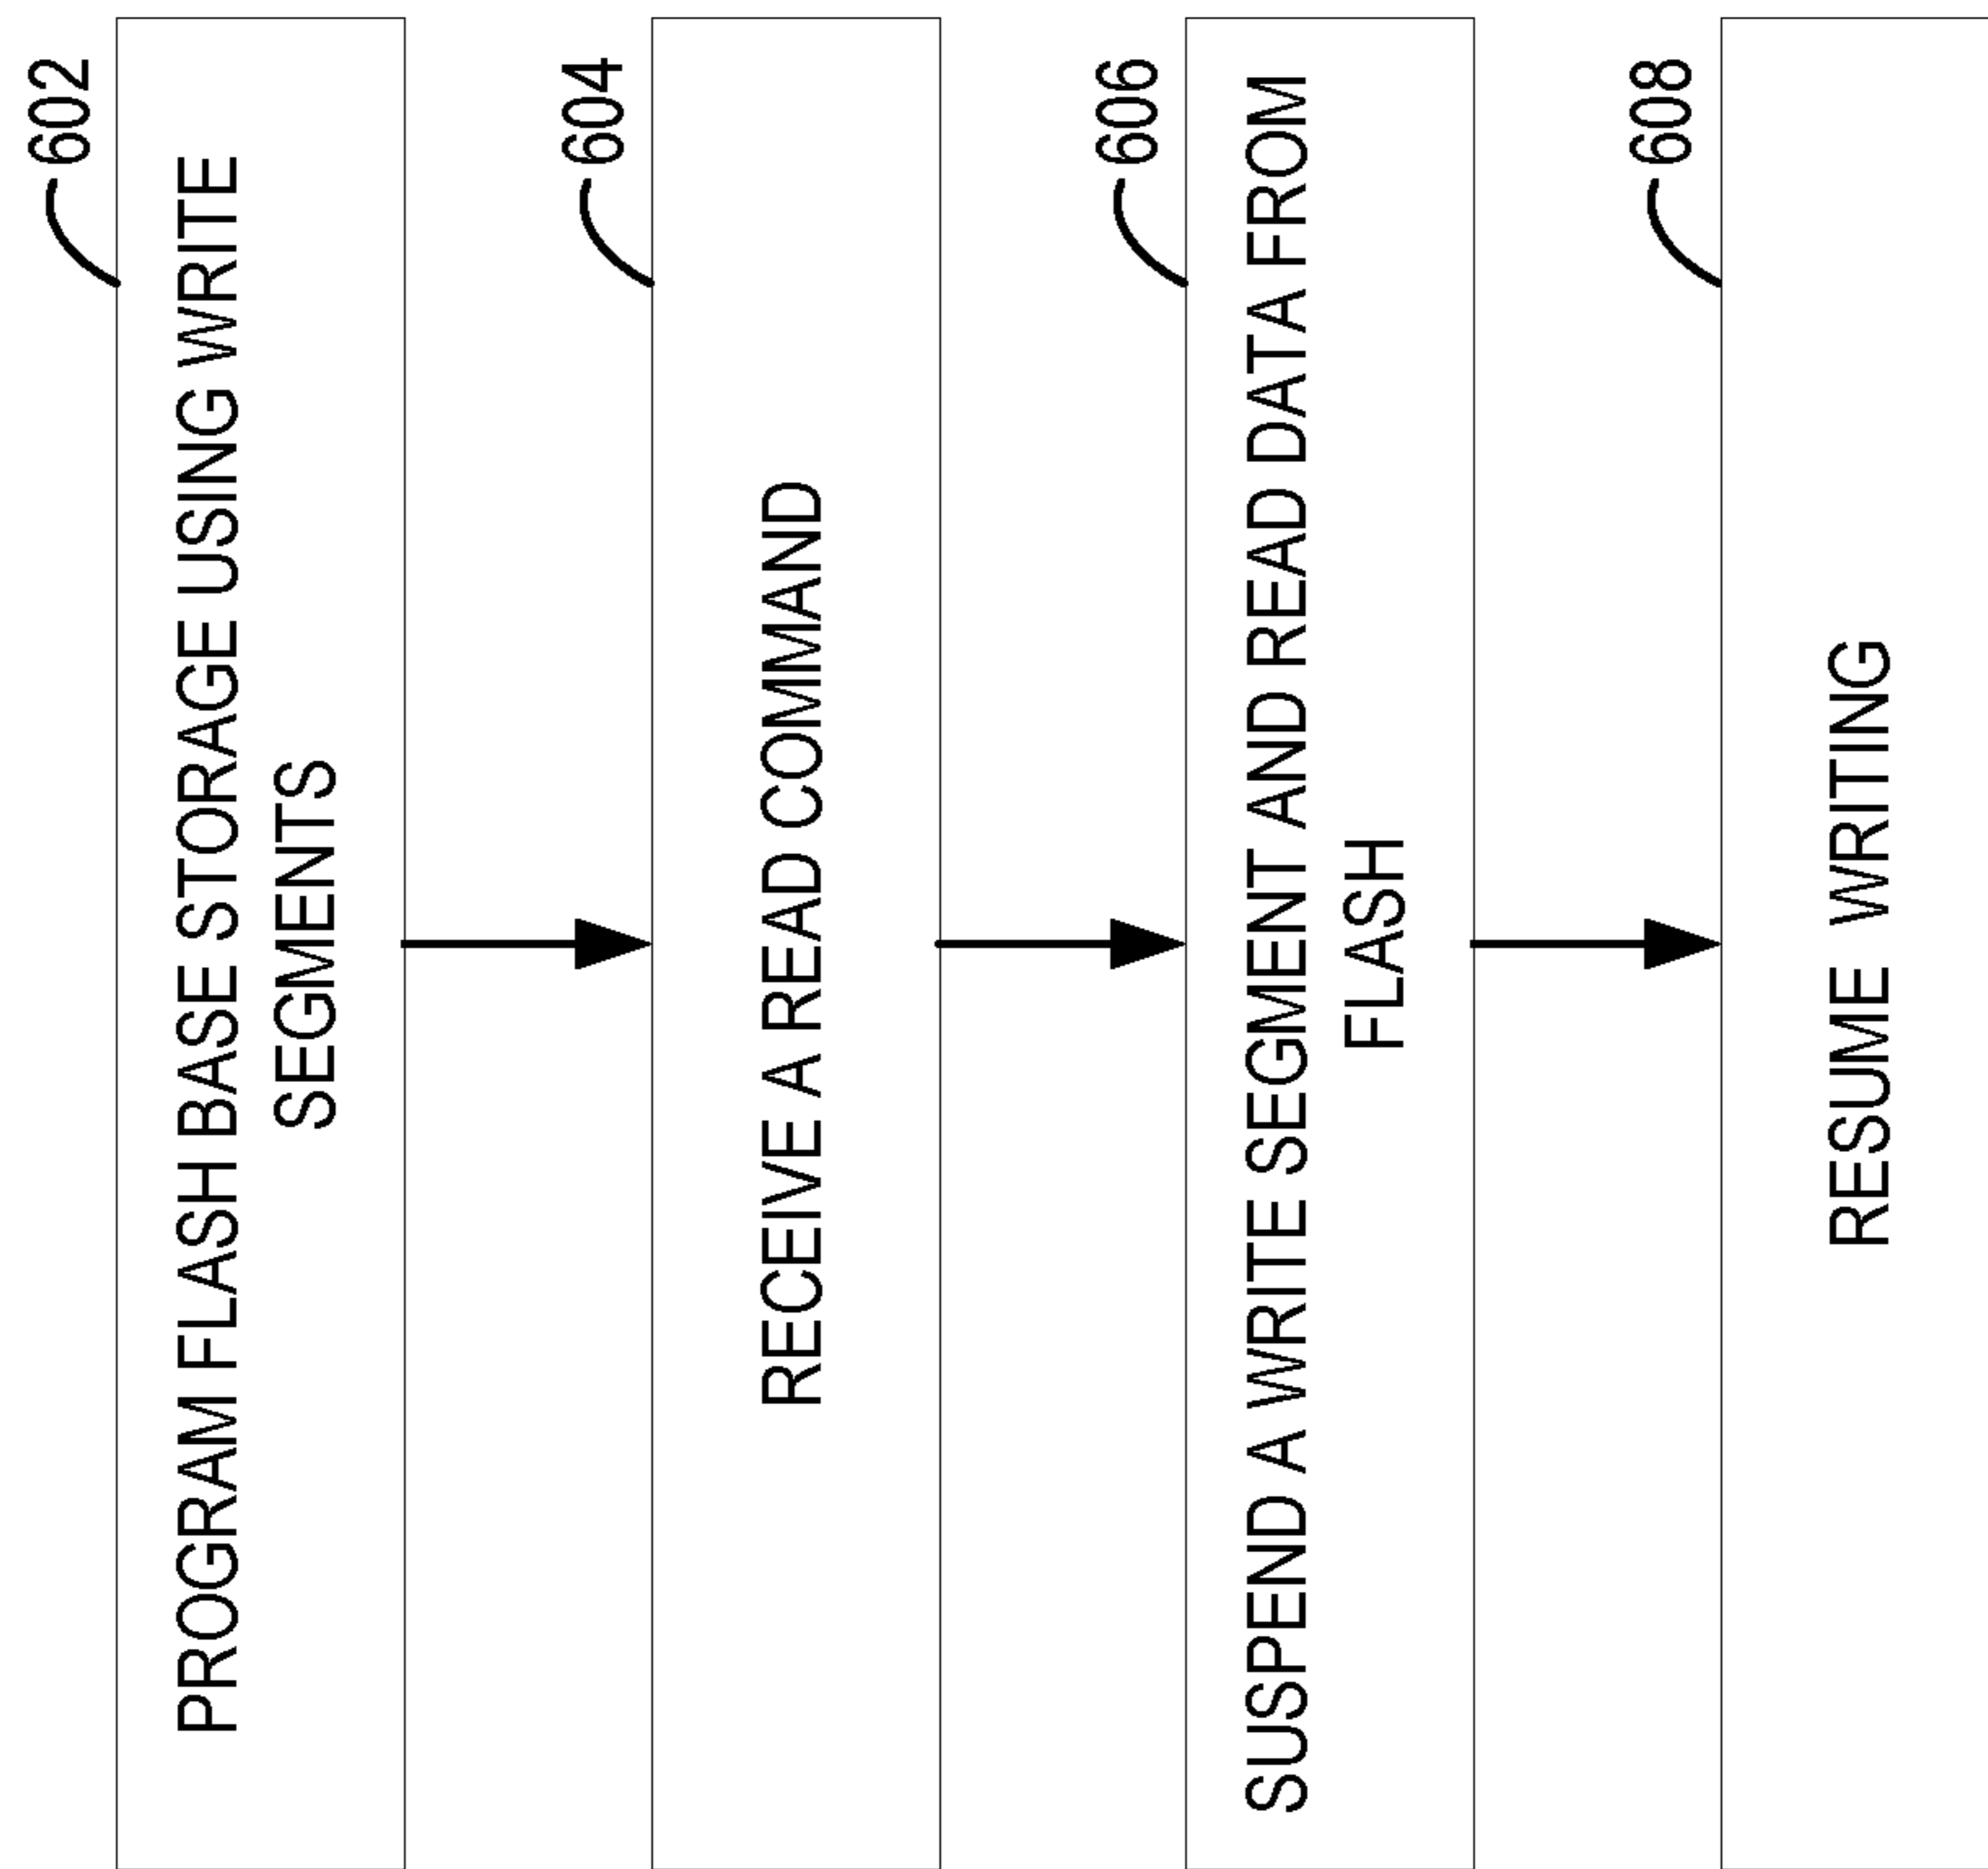 602
PROGRAM FLASH BASE STORAGE USING WRITE
SEGMENTS
604
RECEIVE A READ COMMAND
606
SUSPEND A WRITE SEGMENT AND READ DATA FROM
FLASH
608
RESUME WRITING